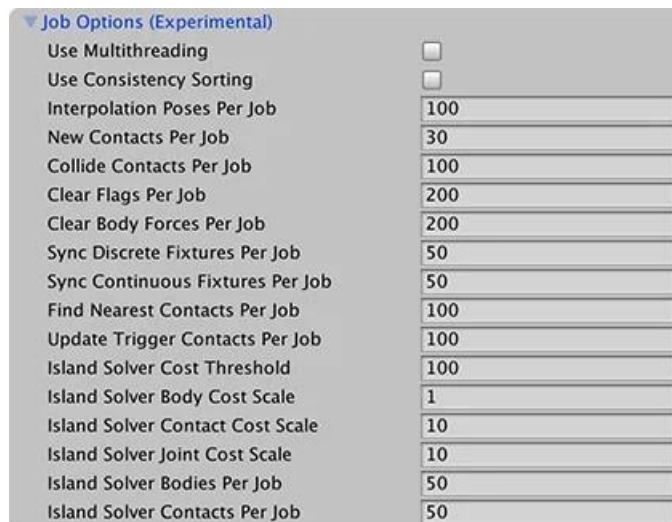 Job Options (Experimental)
Use Multithreading
Use Consistency Sorting
Interpolation Poses Per Job 100
New Contacts Per Job 30
Collide Contacts Per Job 100
Clear Flags Per Job 200
Clear Body Forces Per Job 200
Sync Discrete Fixtures Per Job 50
Sync Continuous Fixtures Per Job 50
Find Nearest Contacts Per Job 100
Update Trigger Contacts Per Job 100
Island Solver Cost Threshold 100
Island Solver Body Cost Scale 1
Island Solver Contact Cost Scale 10
Island Solver Joint Cost Scale 10
Island Solver Bodies Per Job 50
Island Solver Contacts Per Job 50